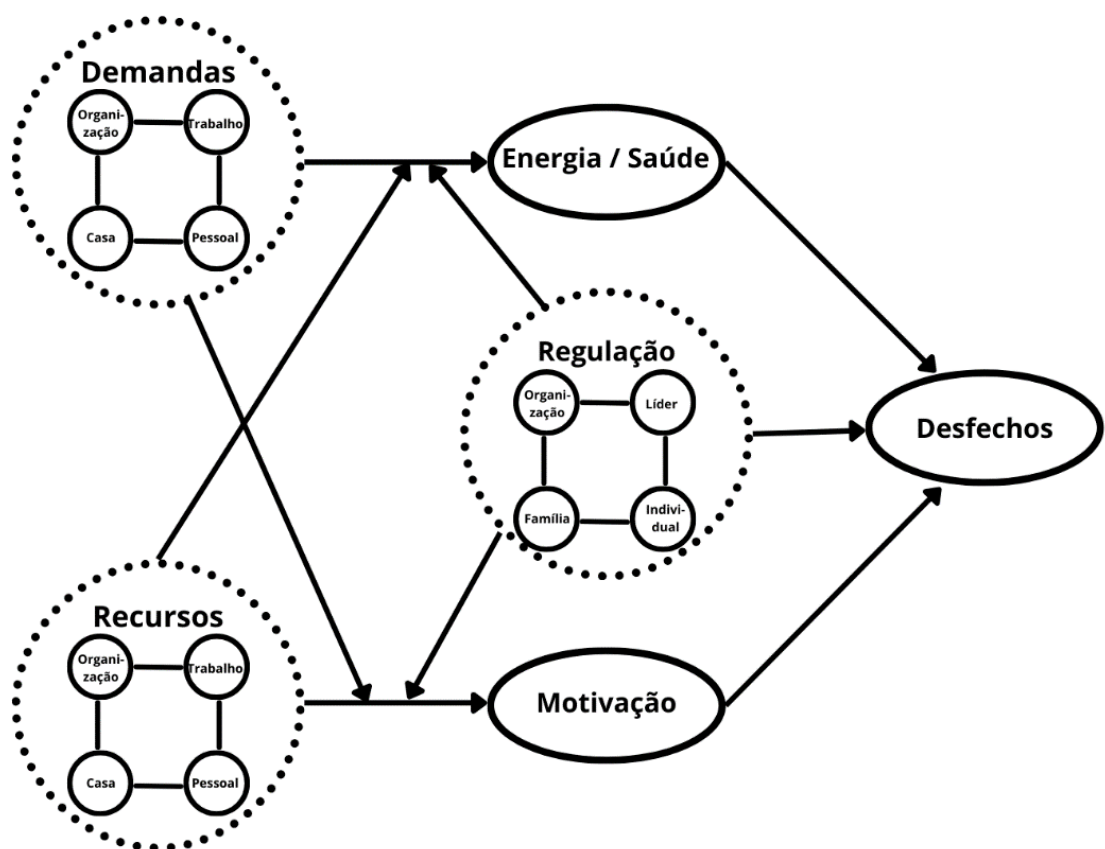 Demandas
Organi-
zação
Trabalho
Casa
Pessoal
Energia / Saúde
Regulação
Organi-
zação
Líder
Família
Indivi-
dual
Desfechos
Recursos
Organi-
zação
Trabalho
Casa
Pessoal
Motivação